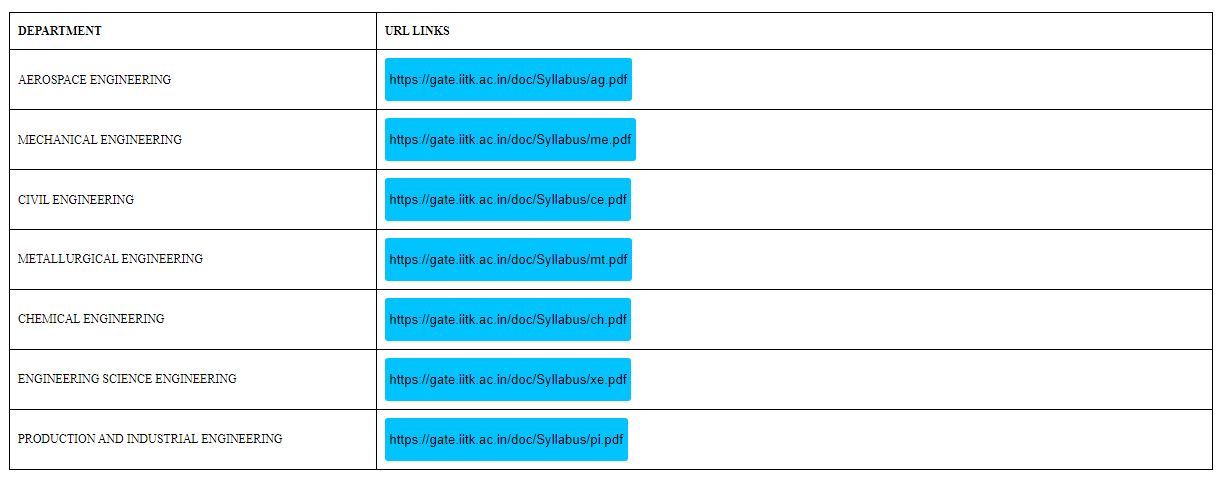 DEPARTMENT URL LINKS
AEROSPACE ENGINEERING https://gate.iitk.ac.in/doc/Syllabus/ag.pdf
MECHANICAL ENGINEERING https://gate.iitk.ac.in/doc/Syllabus/me.pdf
CIVIL ENGINEERING https://gate.iitk.ac.in/doc/Syllabus/ce.pdf
METALLURGICAL ENGINEERING https://gate.iitk.ac.in/doc/Syllabus/mt.pdf
CHEMICAL ENGINEERING https://gate.iitk.ac.in/doc/Syllabus/ch.pdf
ENGINEERING SCIENCE ENGINEERING https://gate.iitk.ac.in/doc/Syllabus/xe.pdf
PRODUCTION AND INDUSTRIAL ENGINEERING https://gate.iitk.ac.in/doc/Syllabus/pi.pdf